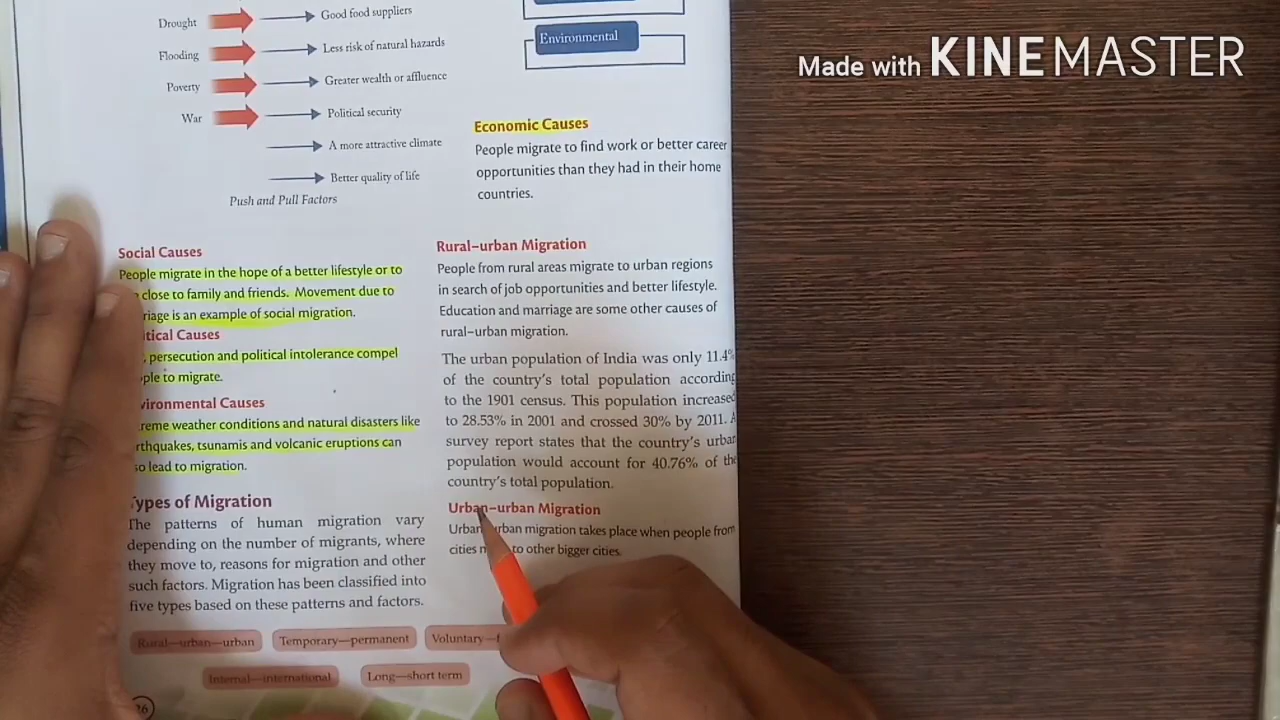 Made with KINEMASTER
Drought
Flooding
Poverty
War
Good food suppliers
Less risk of natural hazards
Greater wealth or affluence
Political security
A more attractive climate
Better quality of life
Push and Pull Factors
Environmental
Economic Causes
People migrate to find work or better career
opportunities than they had in their home
countries.
Social Causes
People migrate in the hope of a better lifestyle or to
close to family and friends. Movement due to
riage is an example of social migration.
itical Causes
persecution and political intolerance compel
ple to migrate.
vironmental Causes
reme weather conditions and natural disasters like
rthquakes, tsunamis and volcanic eruptions can
so lead to migration.
Types of Migration
The patterns of human migration vary
depending on the number of migrants, where
they move to, reasons for migration and other
such factors. Migration has been classified into
five types based on these patterns and factors.
Rural—urban—urban
Temporary—permanent
Voluntary—f
Internal—international
Long—short term
Rural–urban Migration
People from rural areas migrate to urban regions
in search of job opportunities and better lifestyle.
Education and marriage are some other causes of
rural–urban migration.
The urban population of India was only 11.4%
of the country's total population according
to the 1901 census. This population increased
to 28.53% in 2001 and crossed 30% by 2011. A
survey report states that the country's urban
population would account for 40.76% of the
country's total population.
Urban–urban Migration
Urban urban migration takes place when people from
cities to other bigger cities.